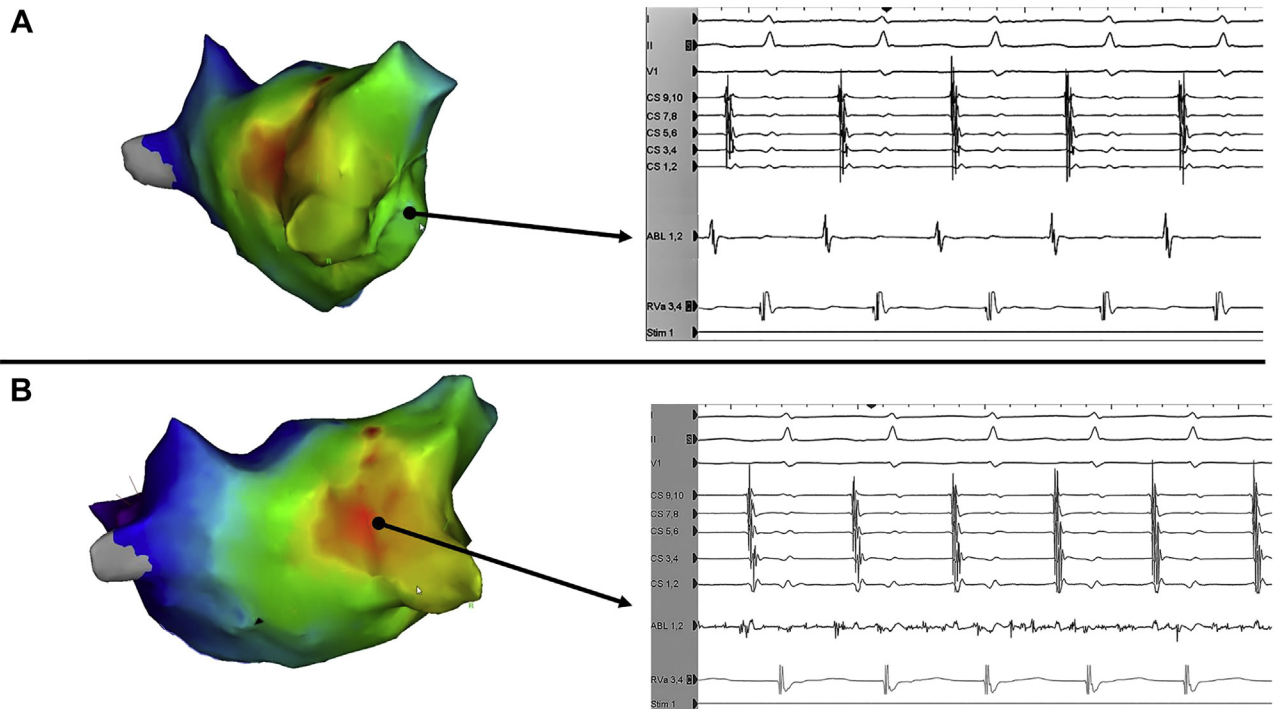 A
I
II S
V1
CS 9,10
CS 7,8
CS 5,6
CS 3,4
CS 1,2
ABL 1,2
RVa 3,4
Stim 1
R
B
I
II S
V1
CS 9,10
CS 7,8
CS 5,6
CS 3,4
CS 1,2
ABL 1,2
RVa 3,4
Stim 1
R